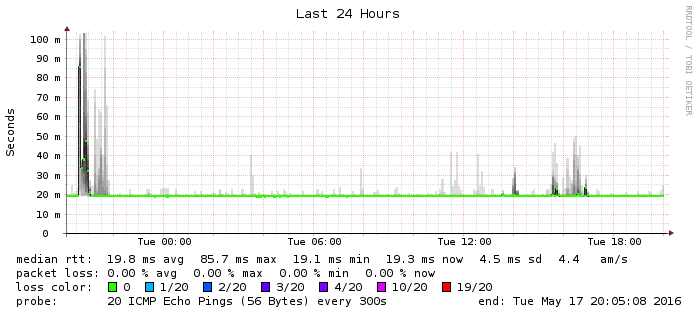 Last 24 Hours
RRDTOOL / TOBI OETIKER
Seconds
100 m
90 m
80 m
70 m
60 m
50 m
40 m
30 m
20 m
10 m
0
Tue 00:00 Tue 06:00 Tue 12:00 Tue 18:00
median rtt: 19.8 ms avg 85.7 ms max 19.1 ms min 19.3 ms now 4.5 ms sd 4.4 am/s
packet loss: 0.00 % avg 0.00 % max 0.00 % min 0.00 % now
loss color: 0 1/20 2/20 3/20 4/20 10/20 19/20
probe: 20 ICMP Echo Pings (56 Bytes) every 300s end: Tue May 17 20:05:08 2016